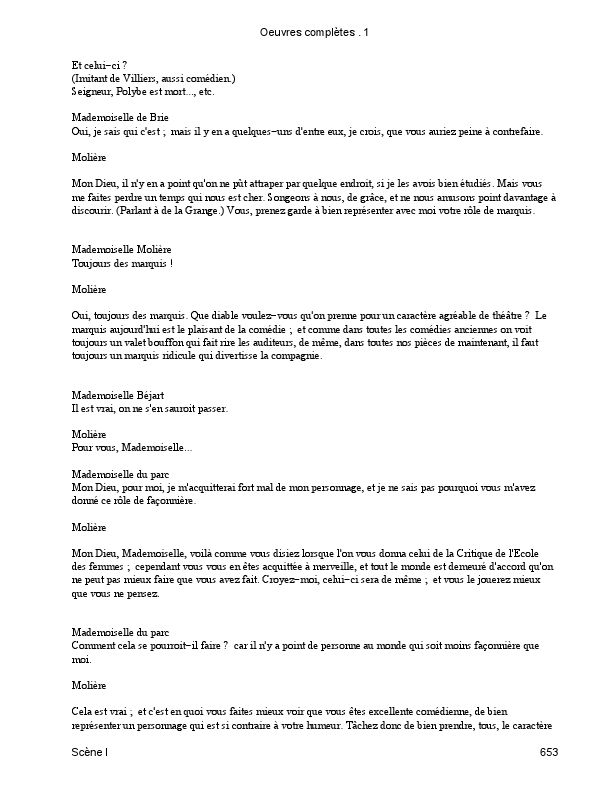 Oeuvres complètes . 1
Et celui−ci ?
(Imitant de Villiers, aussi comédien.)
Seigneur, Polybe est mort..., etc.
Mademoiselle de Brie
Oui, je sais qui c'est ;  mais il y en a quelques−uns d'entre eux, je crois, que vous auriez peine à contrefaire.
Molière
Mon Dieu, il n'y en a point qu'on ne pût attraper par quelque endroit, si je les avois bien étudiés. Mais vous
me faites perdre un temps qui nous est cher. Songeons à nous, de grâce, et ne nous amusons point davantage à
discourir. (Parlant à de la Grange.) Vous, prenez garde à bien représenter avec moi votre rôle de marquis.
Mademoiselle Molière
Toujours des marquis !
Molière
Oui, toujours des marquis. Que diable voulez−vous qu'on prenne pour un caractère agréable de théâtre ?  Le
marquis aujourd'hui est le plaisant de la comédie ;  et comme dans toutes les comédies anciennes on voit
toujours un valet bouffon qui fait rire les auditeurs, de même, dans toutes nos pièces de maintenant, il faut
toujours un marquis ridicule qui divertisse la compagnie.
Mademoiselle Béjart
Il est vrai, on ne s'en sauroit passer.
Molière
Pour vous, Mademoiselle...
Mademoiselle du parc
Mon Dieu, pour moi, je m'acquitterai fort mal de mon personnage, et je ne sais pas pourquoi vous m'avez
donné ce rôle de façonnière.
Molière
Mon Dieu, Mademoiselle, voilà comme vous disiez lorsque l'on vous donna celui de la Critique de l'Ecole
des femmes ;  cependant vous vous en êtes acquittée à merveille, et tout le monde est demeuré d'accord qu'on
ne peut pas mieux faire que vous avez fait. Croyez−moi, celui−ci sera de même ;  et vous le jouerez mieux
que vous ne pensez.
Mademoiselle du parc
Comment cela se pourroit−il faire ?  car il n'y a point de personne au monde qui soit moins façonnière que
moi.
Molière
Cela est vrai ;  et c'est en quoi vous faites mieux voir que vous êtes excellente comédienne, de bien
représenter un personnage qui est si contraire à votre humeur. Tâchez donc de bien prendre, tous, le caractère
Scène I 653